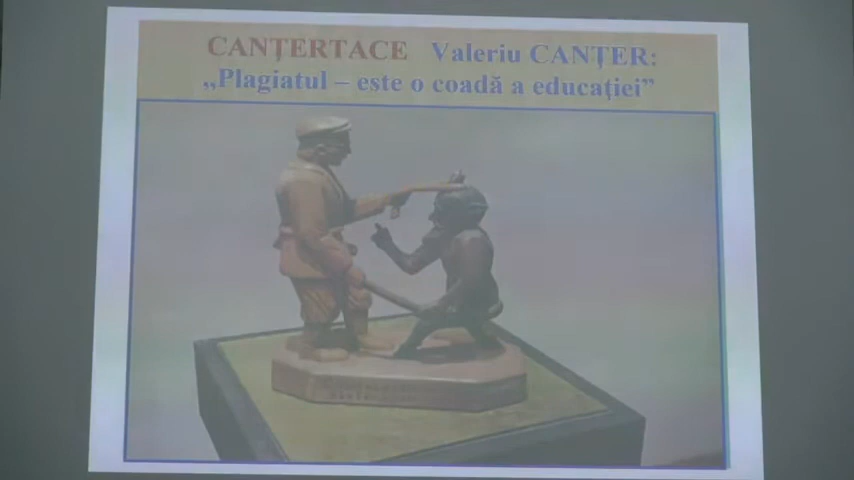 CANȚERTACE Valeriu CANȚER:
„Plagiatul – este o coadă a educației”